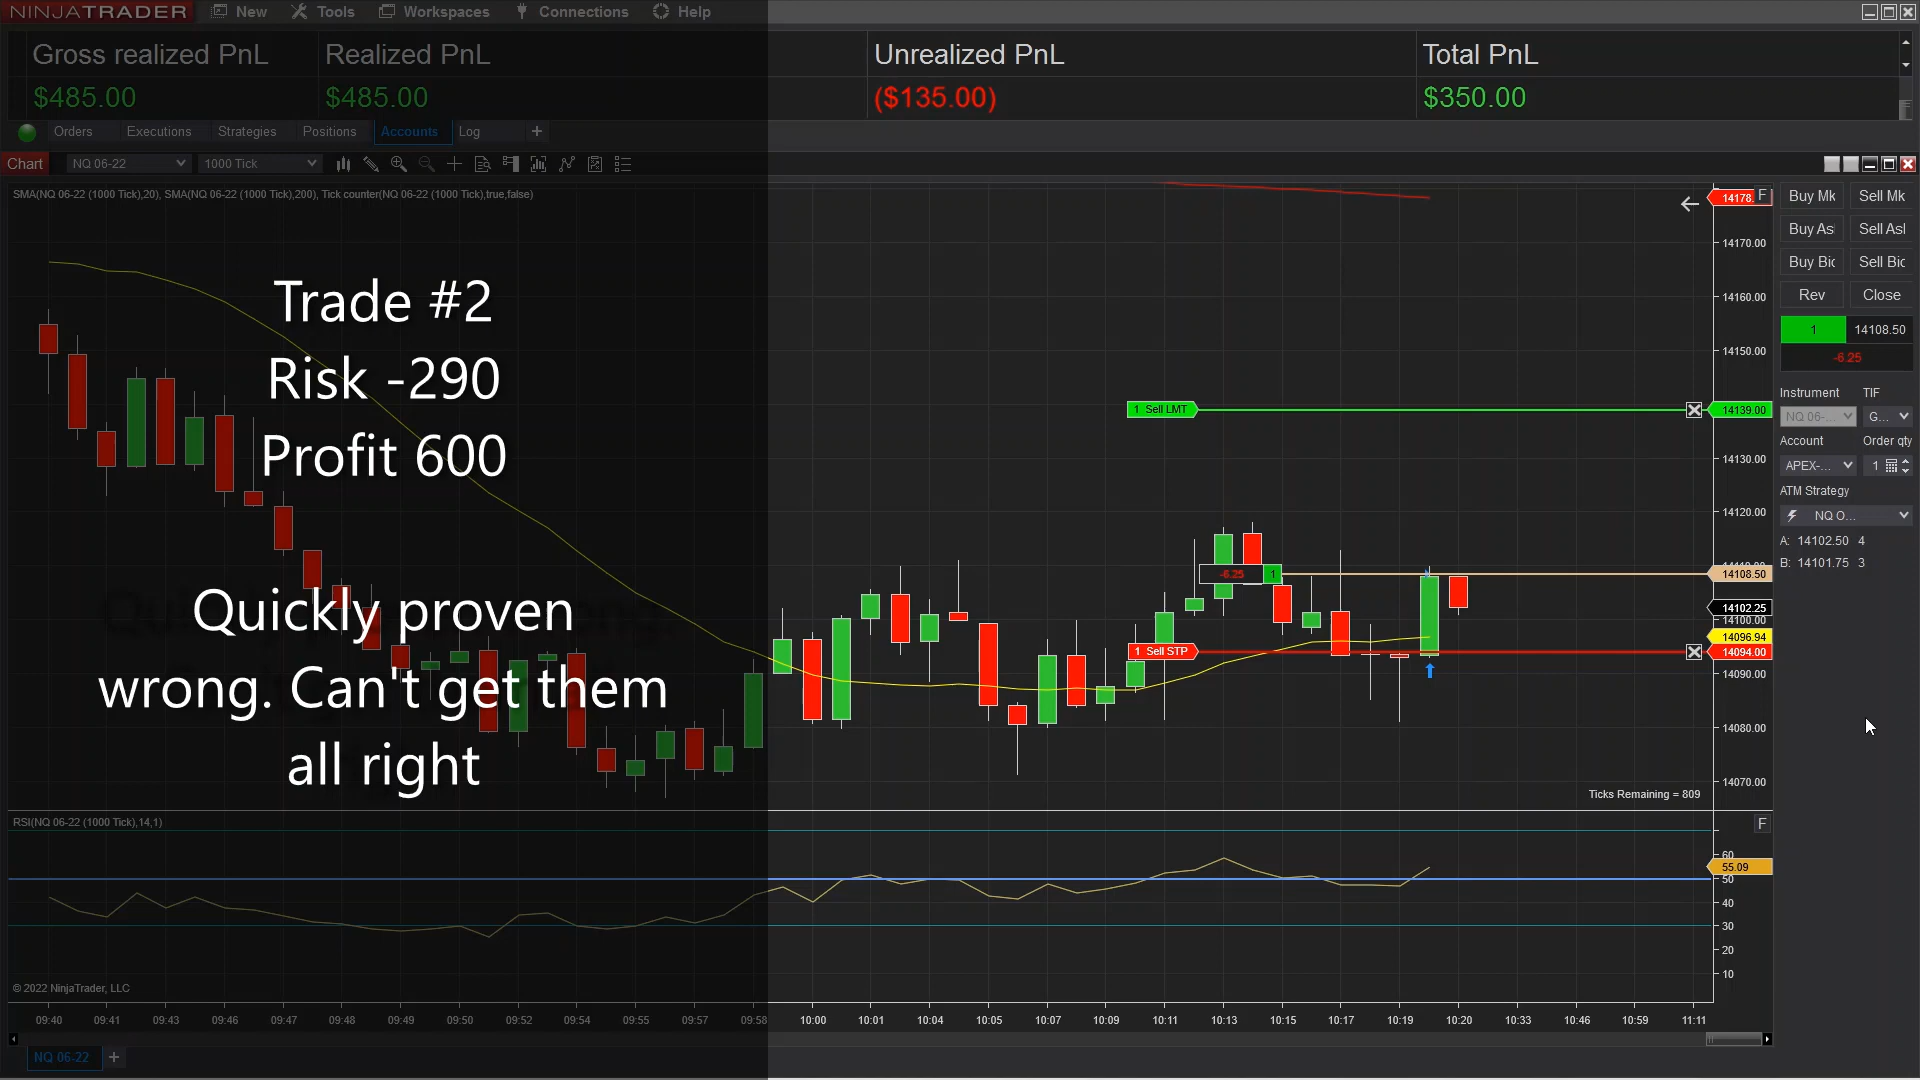 NINJATRADER New Tools Workspaces Connections Help
Gross realized PnL Realized PnL Unrealized PnL Total PnL
$485.00 $485.00 ($135.00) $350.00
Orders Executions Strategies Positions Accounts Log +
Chart NQ 06-22 1000 Tick
SMA(NQ 06-22 (1000 Tick),20), SMA(NQ 06-22 (1000 Tick),200), Tick counter(NQ 06-22 (1000 Tick),true,false)
F
14170.00
14160.00
14150.00
14139.00
14130.00
14120.00
14108.50
14102.25
14100.00
14096.94
14094.00
14090.00
14080.00
14070.00
Trade #2
Risk -290
Profit 600
Quickly proven
wrong. Can't get them
all right
1 Sell LMT
-6.25 1
1 Sell STP
Ticks Remaining = 809
Buy Mk Sell Mk
Buy As Sell Asl
Buy Bic Sell Bic
Rev Close
1 14108.50
-6.25
Instrument TIF
NQ 06-... G...
Account Order qty
APEX-... 1
ATM Strategy
NQ O...
A: 14102.50 4
B: 14101.75 3
RSI(NQ 06-22 (1000 Tick),14,1)
F
60
55.09
50
40
30
20
10
© 2022 NinjaTrader, LLC
09:40 09:41 09:43 09:46 09:47 09:48 09:49 09:50 09:52 09:54 09:55 09:57 09:58 10:00 10:01 10:04 10:05 10:07 10:09 10:11 10:13 10:15 10:17 10:19 10:20 10:33 10:46 10:59 11:11
NQ 06-22 +